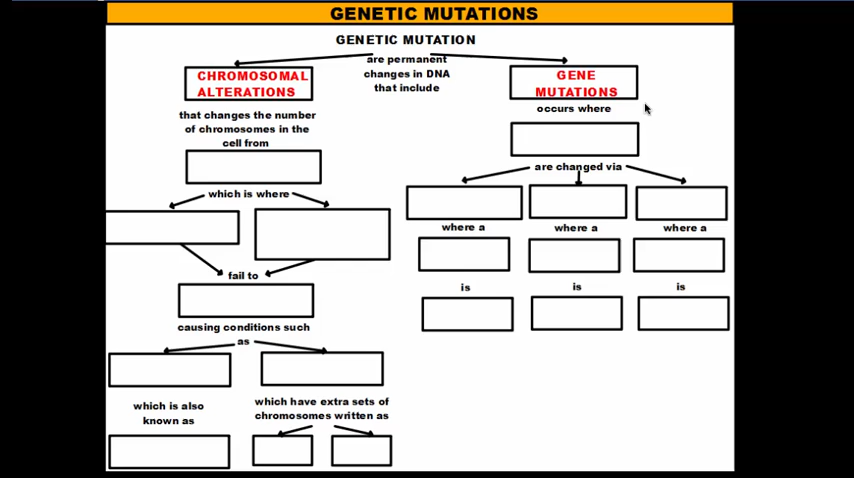 GENETIC MUTATIONS
GENETIC MUTATION
are permanent
changes in DNA
that include
CHROMOSOMAL
ALTERATIONS
that changes the number
of chromosomes in the
cell from
which is where
fail to
causing conditions such
as
which is also
known as
which have extra sets of
chromosomes written as
GENE
MUTATIONS
occurs where
are changed via
where a
where a
where a
is
is
is